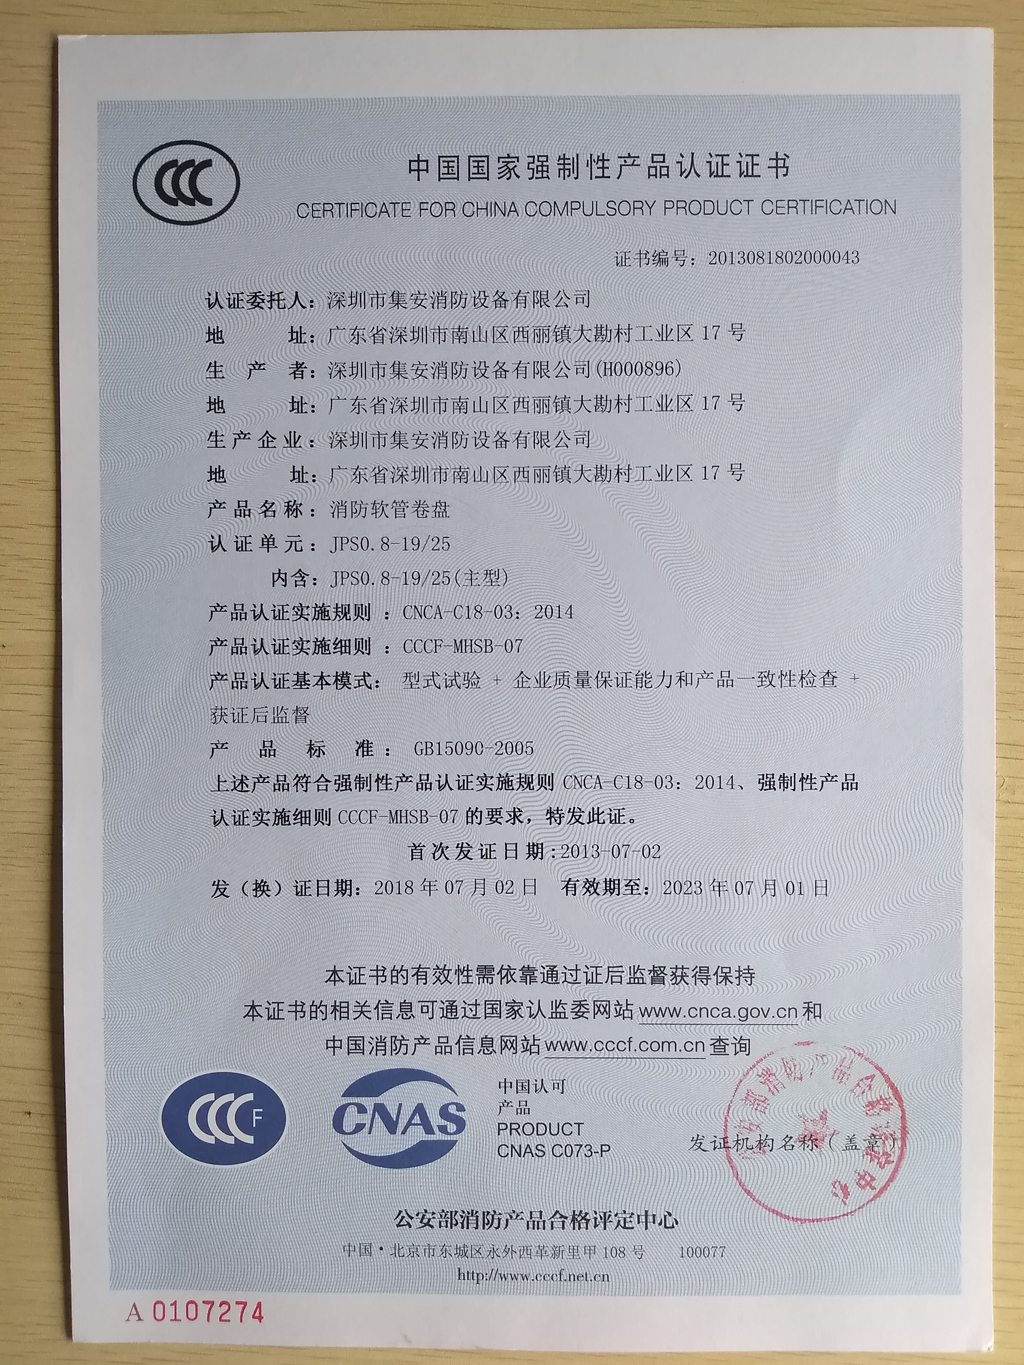 CCC
中国国家强制性产品认证证书
CERTIFICATE FOR CHINA COMPULSORY PRODUCT CERTIFICATION
证书编号：2013081802000043
认证委托人：深圳市集安消防设备有限公司
地 址：广东省深圳市南山区西丽镇大勘村工业区 17 号
生 产 者：深圳市集安消防设备有限公司(H000896)
地 址：广东省深圳市南山区西丽镇大勘村工业区 17 号
生产企业：深圳市集安消防设备有限公司
地 址：广东省深圳市南山区西丽镇大勘村工业区 17 号
产品名称：消防软管卷盘
认证单元：JPS0.8-19/25
内含：JPS0.8-19/25(主型)
产品认证实施规则 ：CNCA-C18-03：2014
产品认证实施细则 ：CCCF-MHSB-07
产品认证基本模式： 型式试验 + 企业质量保证能力和产品一致性检查 +
获证后监督
产 品 标 准： GB15090-2005
上述产品符合强制性产品认证实施规则 CNCA-C18-03：2014、强制性产品
认证实施细则 CCCF-MHSB-07 的要求，特发此证。
首次发证日期:2013-07-02
发（换）证日期：2018 年 07 月 02 日 有效期至：2023 年 07 月 01 日
本证书的有效性需依靠通过证后监督获得保持
本证书的相关信息可通过国家认监委网站 www.cnca.gov.cn 和
中国消防产品信息网站 www.cccf.com.cn 查询
CCC F
CNAS
中国认可
产品
PRODUCT
CNAS C073-P
发证机构名称（盖章）
公安部消防产品合格评定中心
公安部消防产品合格评定中心
中国·北京市东城区永外西革新里甲 108 号 100077
http://www.cccf.net.cn
A 0107274